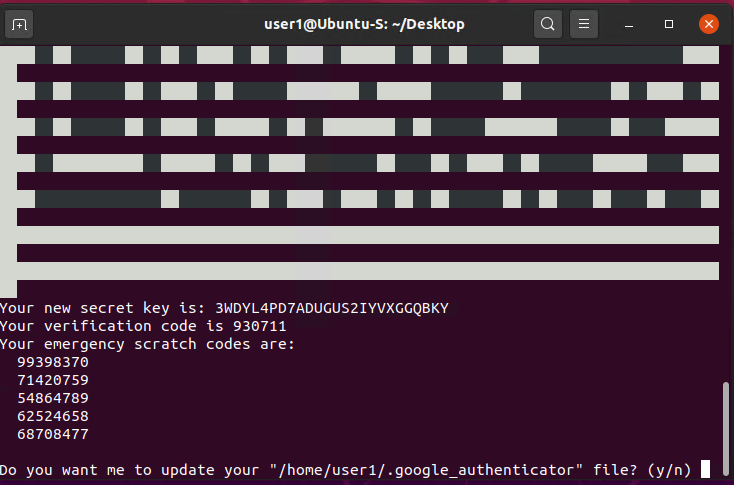 user1@Ubuntu-S: ~/Desktop
Your new secret key is: 3WDYL4PD7ADUGUS2IYVXGGQBKY
Your verification code is 930711
Your emergency scratch codes are:
99398370
71420759
54864789
62524658
68708477
Do you want me to update your "/home/user1/.google_authenticator" file? (y/n)